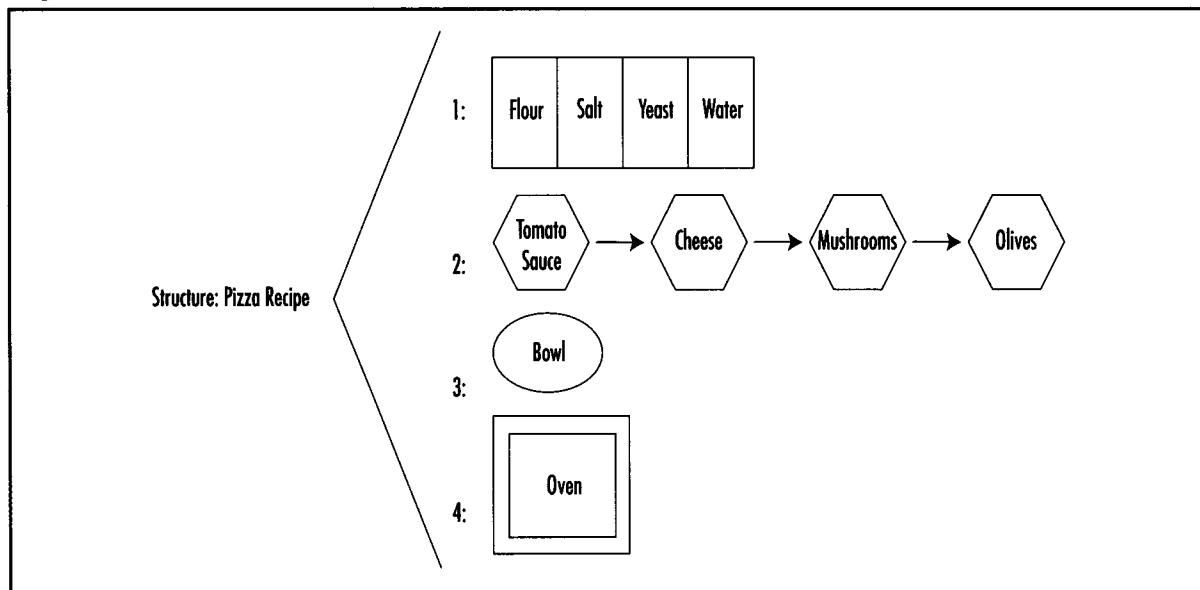 1:
Flour Salt Yeast Water
2:
Tomato
Sauce
Cheese
Mushrooms
Olives
Structure: Pizza Recipe
3:
Bowl
4:
Oven